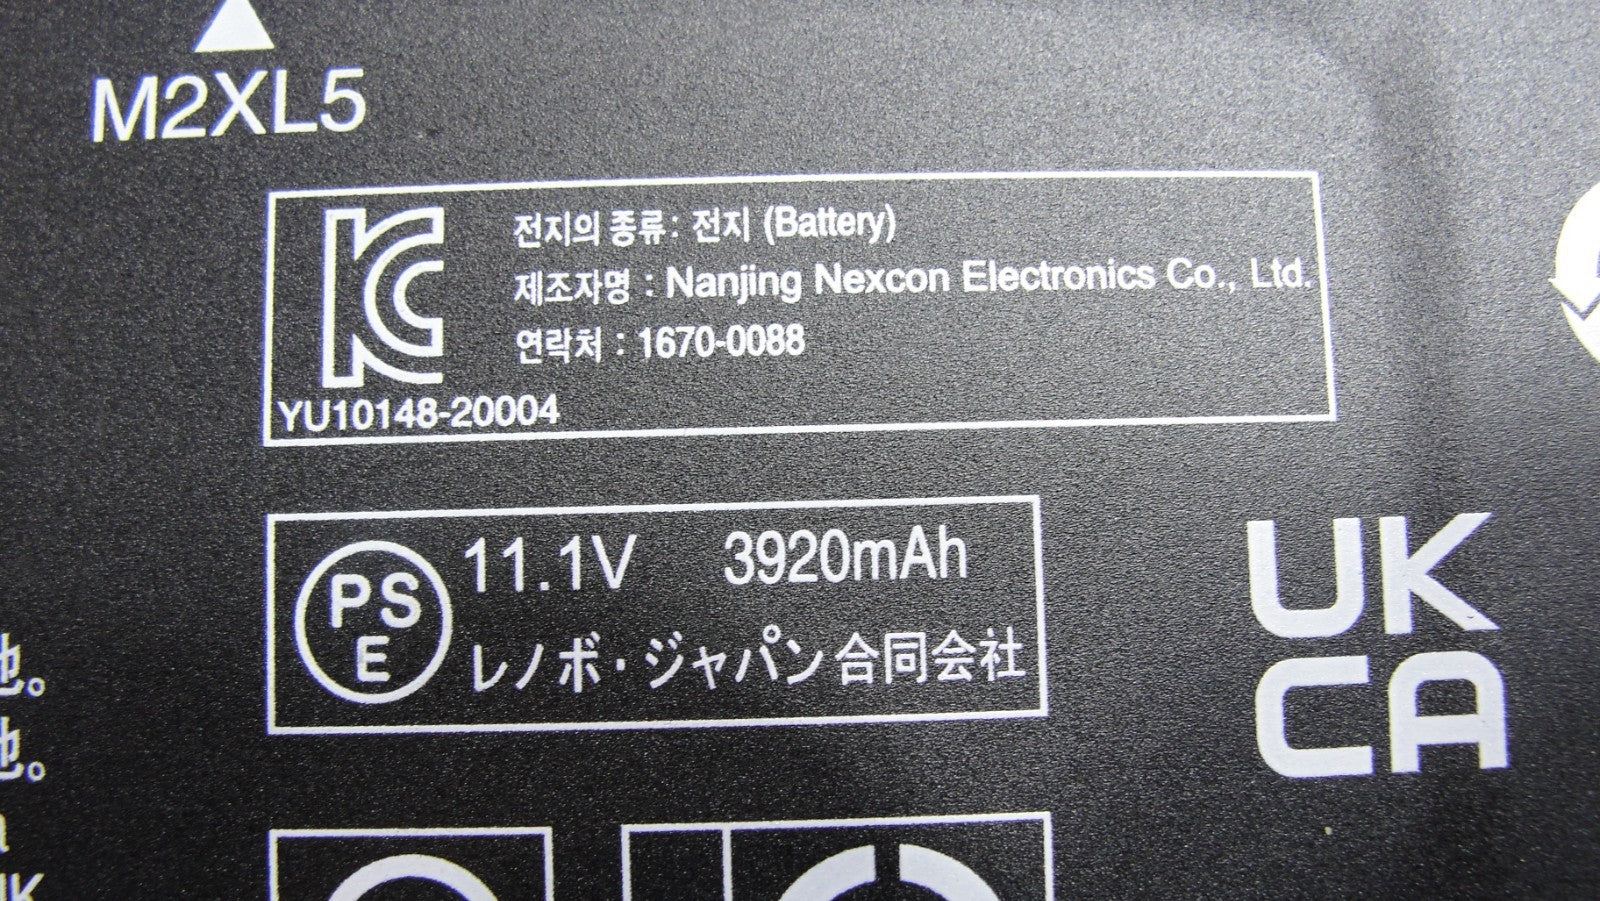 M2XL5
전지의 종류: 전지 (Battery)
제조자명 : Nanjing Nexcon Electronics Co., Ltd.
연락처 : 1670-0088
YU10148-20004
PS
E
11.1V 3920mAh
レノボ・ジャパン合同会社
UK
CA
池。
池。